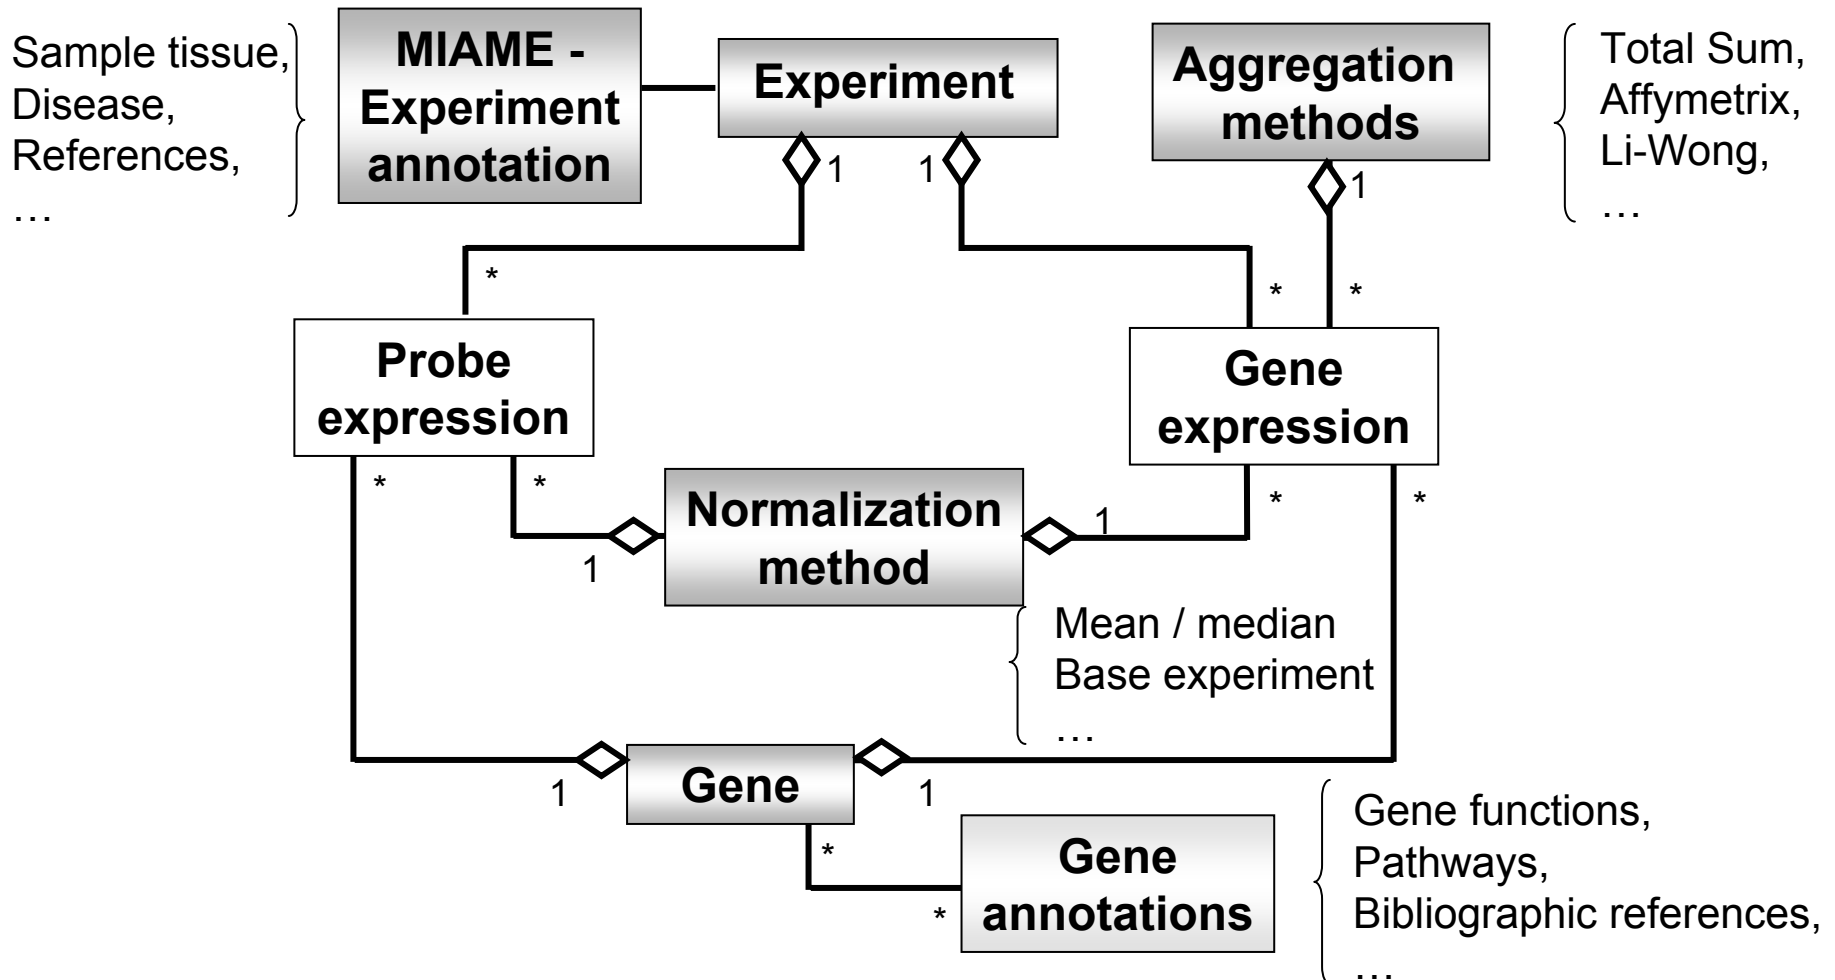 Sample tissue,
Disease,
References,
…
MIAME -
Experiment
annotation
Experiment
Aggregation
methods
Total Sum,
Affymetrix,
Li-Wong,
…
1
1
1
*
*
*
Probe
expression
Gene
expression
*
*
*
*
Normalization
method
1
1
Mean / median
Base experiment
…
Gene
1
1
*
*
Gene
annotations
Gene functions,
Pathways,
Bibliographic references,
…